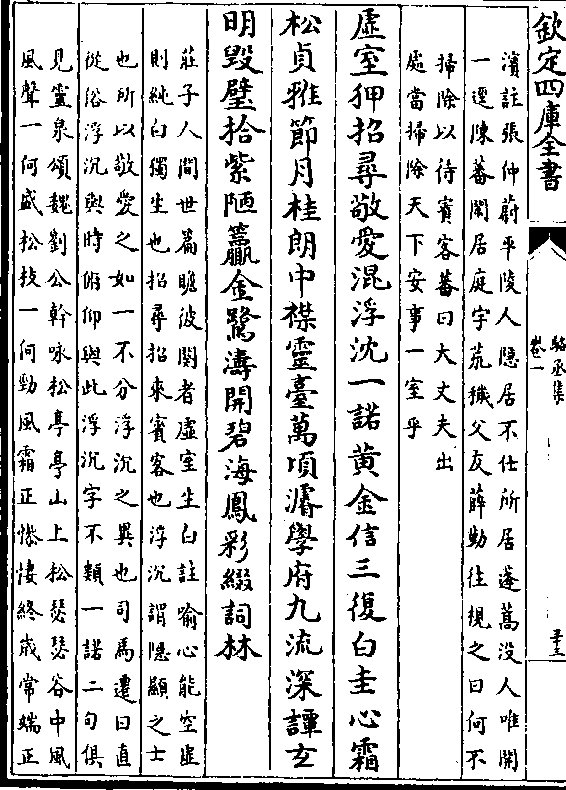 欽定四庫全書
駱丞集
卷一
濱註張仲蔚平陵人隱居不仕所居蓬蒿没人唯開
一逕陳蕃閑居庭宇荒穢父友薛勤往視之曰何不
掃除以待賓客蕃曰大丈夫出
處當掃除天下安事一室乎
虛室狎招尋敬愛混浮沈一諾黄金信三復白圭心霜
松貞雅節月桂朗中襟靈臺萬頃濬學府九流深譚玄
明毀璧拾紫陋籯金鷺濤開碧海鳳彩綴詞林
莊子人間世篇瞻彼闋者虛室生白註喻心能空虛
則純白獨生也招尋招來賓客也浮沉謂隱顯之士
也所以敬愛之如一不分浮沉之異也司馬遷曰直
從俗浮沉與時俯仰與此浮沉字不類一諾二句俱
見靈泉頌魏劉公幹咏松亭亭山上松瑟瑟谷中風
風聲一何盛松枝一何勁風霜正惨悽終歲常端正